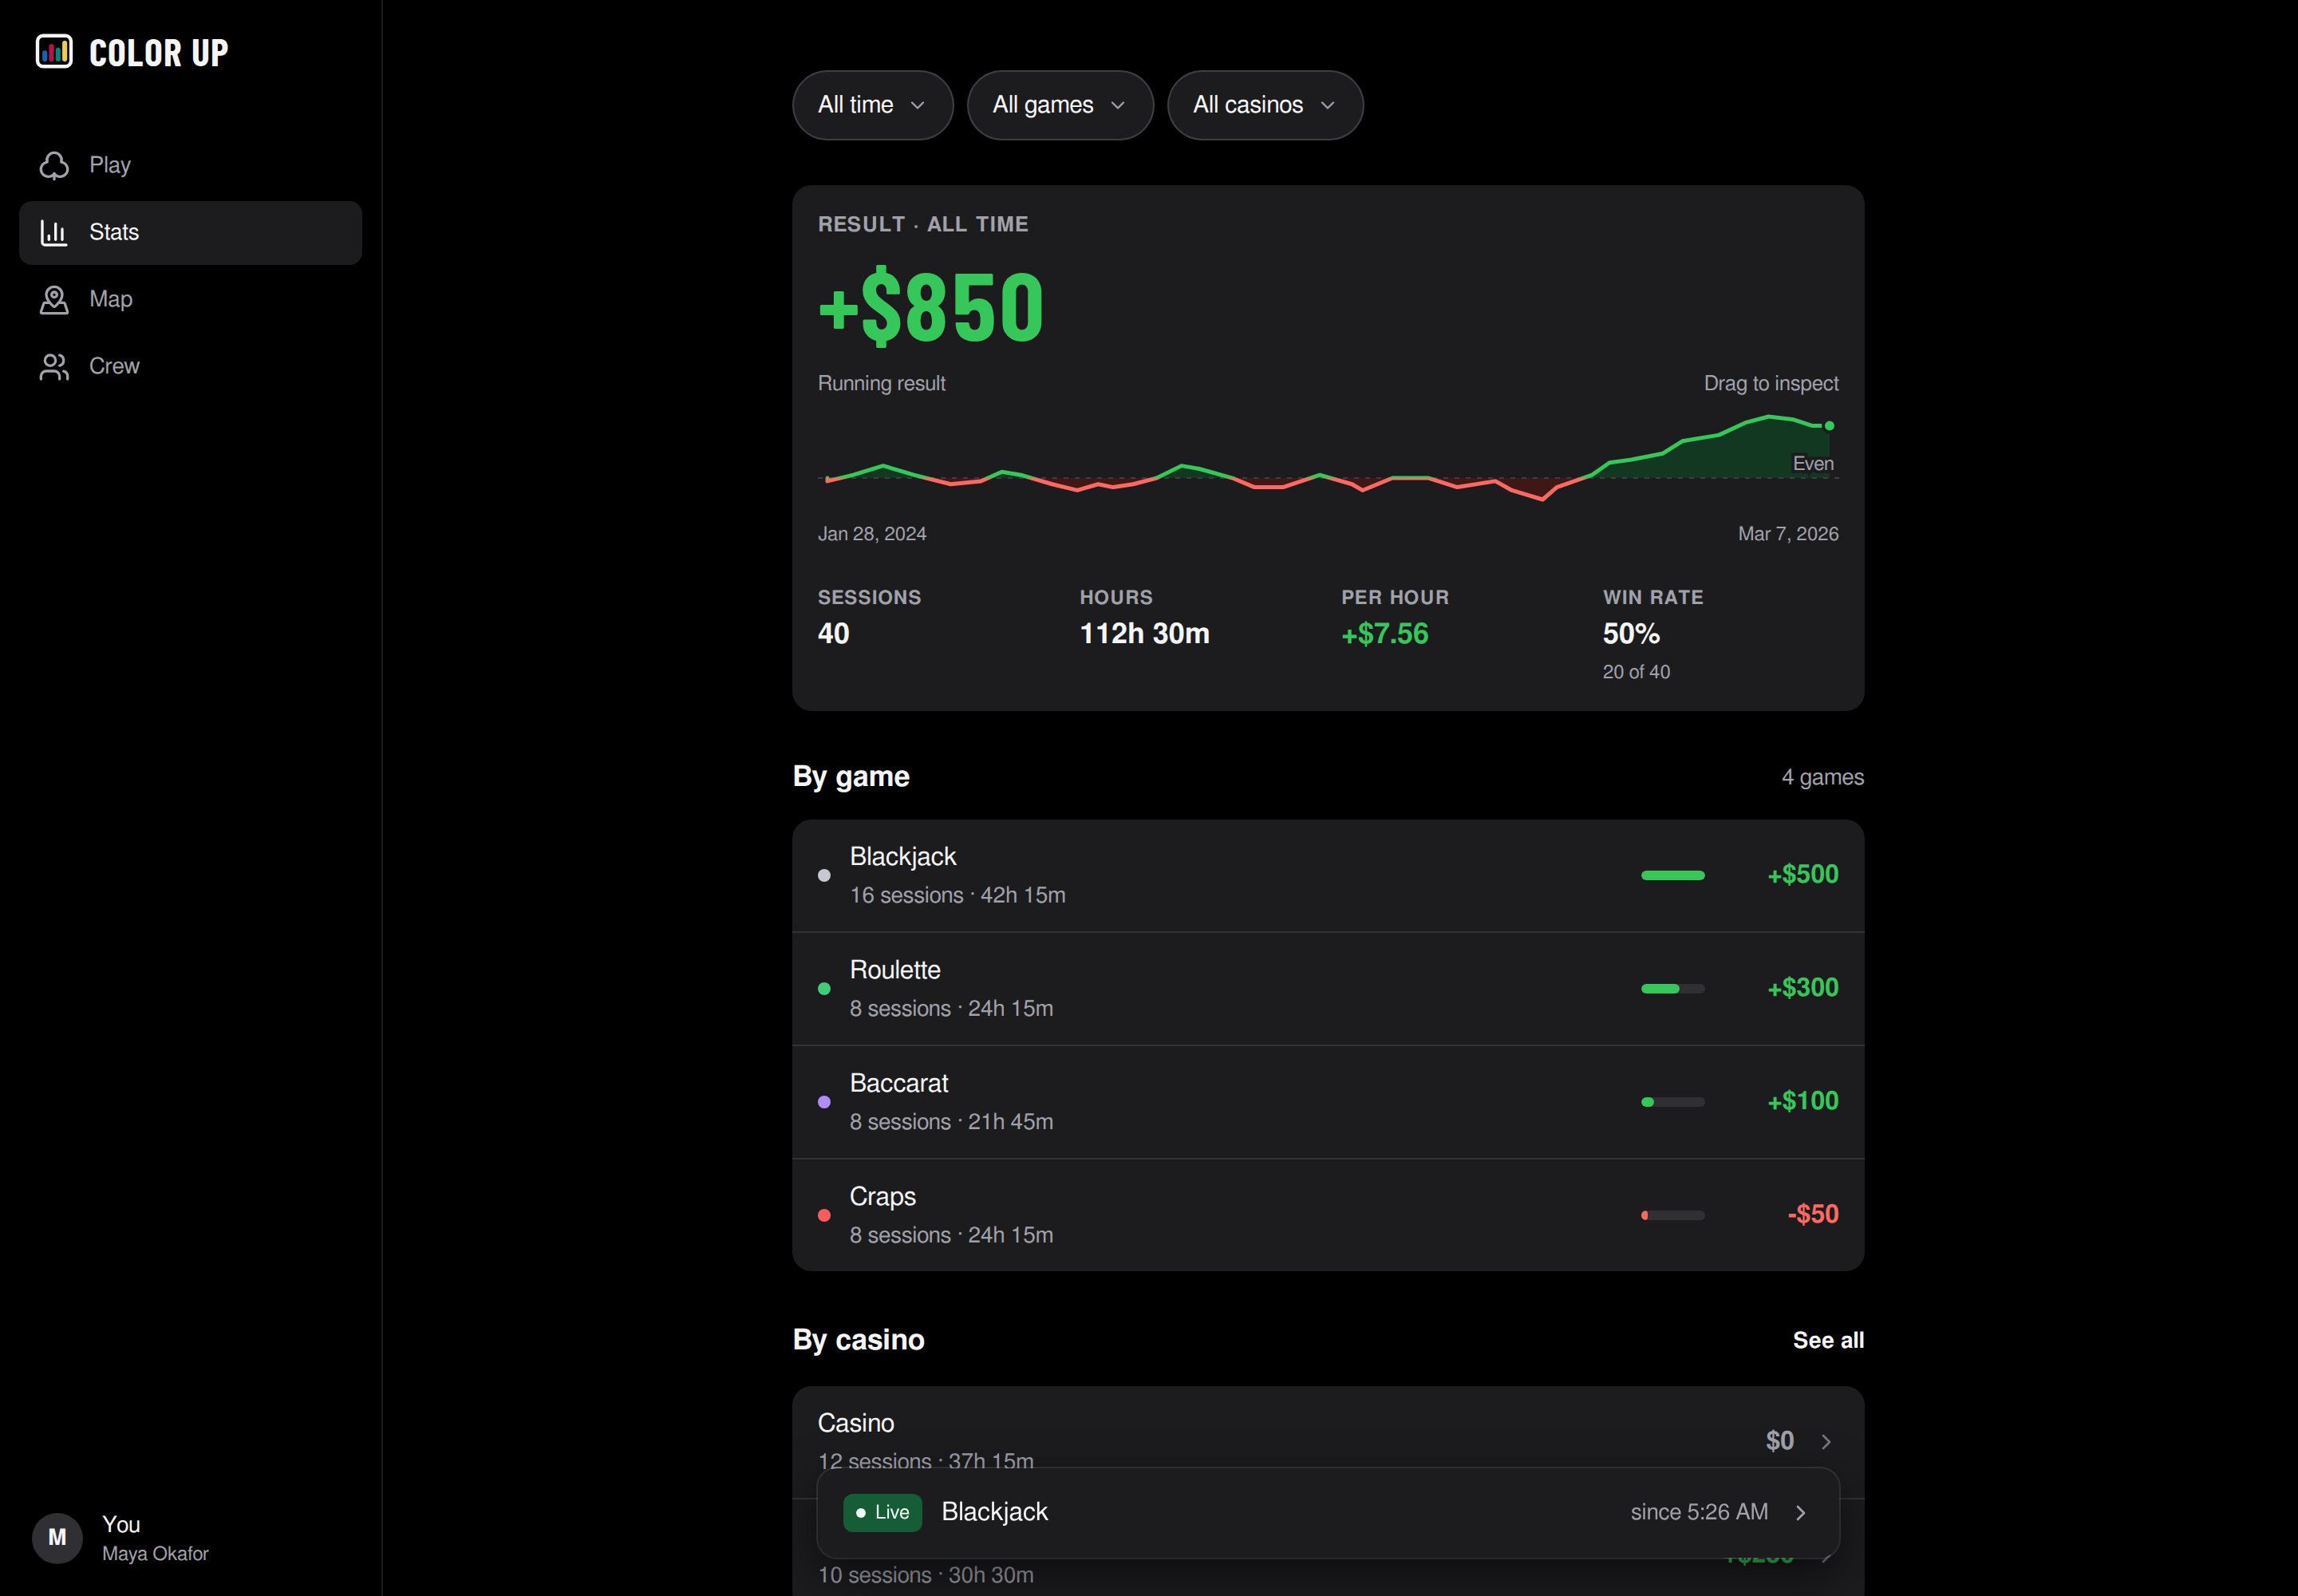 COLOR UP
Play
Stats
Map
Crew
All time
All games
All casinos
RESULT · ALL TIME
+$850
Running result
Drag to inspect
Even
Jan 28, 2024
Mar 7, 2026
SESSIONS
HOURS
PER HOUR
WIN RATE
40
112h 30m
+$7.56
50%
20 of 40
By game
4 games
Blackjack
16 sessions · 42h 15m
+$500
Roulette
8 sessions · 24h 15m
+$300
Baccarat
8 sessions · 21h 45m
+$100
Craps
8 sessions · 24h 15m
-$50
By casino
See all
Casino
12 sessions · 37h 15m
$0
Live
Blackjack
since 5:26 AM
10 sessions · 30h 30m
M
You
Maya Okafor